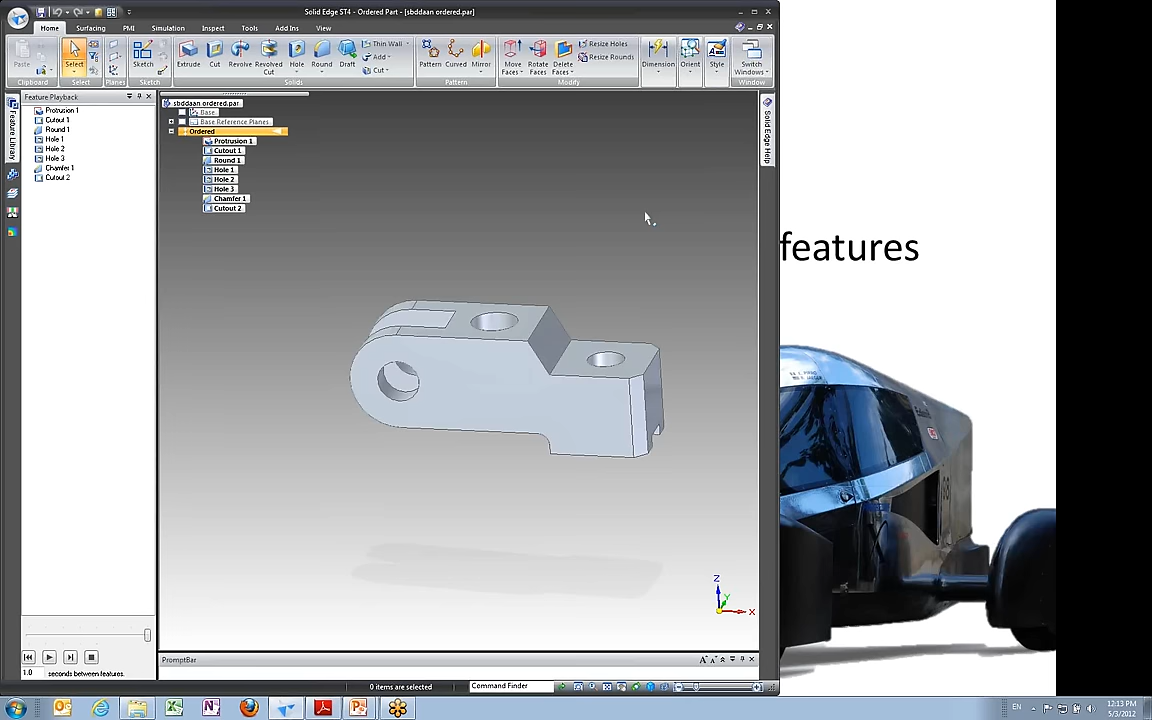 Solid Edge ST4 - Ordered Part - [sbddaan ordered.par]
Home Surfacing PMI Simulation Inspect Tools Add Ins View
Paste
Select
Sketch
Extrude Cut Revolve Revolved Cut Hole Round Draft
Thin Wall
Add
Cut
Pattern Curved Mirror
Move Faces Rotate Faces Delete Faces
Resize Holes
Resize Rounds
Dimension Orient Style Switch Windows
Clipboard Select Planes Sketch Solids Pattern Modify Window
Feature Playback
Protrusion 1
Cutout 1
Round 1
Hole 1
Hole 2
Hole 3
Chamfer 1
Cutout 2
Feature Library
sbddaan ordered.par
Base
Base Reference Planes
Ordered
Protrusion 1
Cutout 1
Round 1
Hole 1
Hole 2
Hole 3
Chamfer 1
Cutout 2
Solid Edge Help
features
Z
Y
X
1.0 seconds between features.
PromptBar
0 items are selected
Command Finder
EN
12:13 PM
5/3/2012